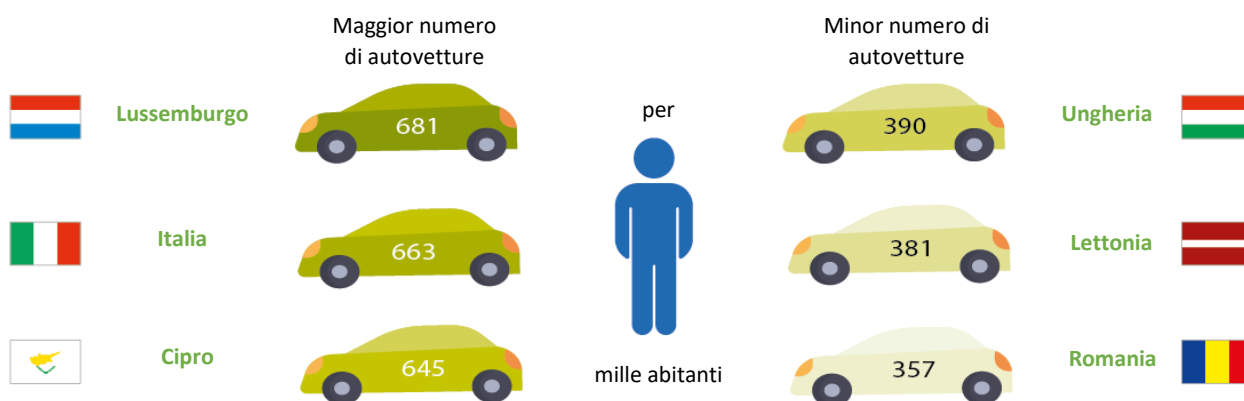 Maggior numero
di autovetture
Minor numero di
autovetture
Lussemburgo
681
per
390
Ungheria
Italia
663
381
Lettonia
Cipro
645
mille abitanti
357
Romania